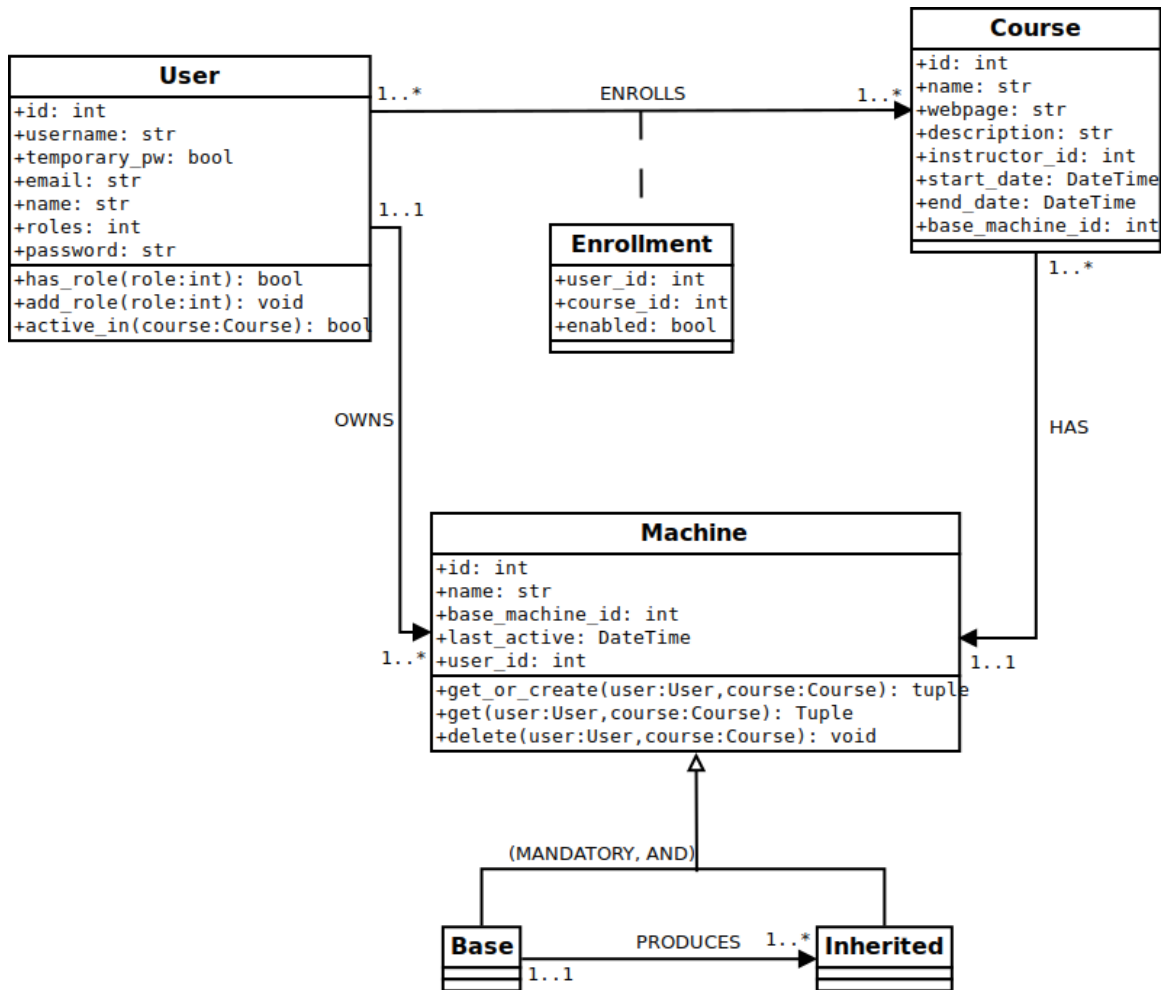 User
+id: int
+username: str
+temporary_pw: bool
+email: str
+name: str
+roles: int
+password: str
+has_role(role:int): bool
+add_role(role:int): void
+active_in(course:Course): bool
1..*
ENROLLS
1..*
Course
+id: int
+name: str
+webpage: str
+description: str
+instructor_id: int
+start_date: DateTime
+end_date: DateTime
+base_machine_id: int
1..1
Enrollment
+user_id: int
+course_id: int
+enabled: bool
1..*
OWNS
HAS
Machine
+id: int
+name: str
+base_machine_id: int
+last_active: DateTime
+user_id: int
+get_or_create(user:User,course:Course): tuple
+get(user:User,course:Course): Tuple
+delete(user:User,course:Course): void
1..*
1..1
(MANDATORY, AND)
Base
PRODUCES
1..*
1..1
Inherited